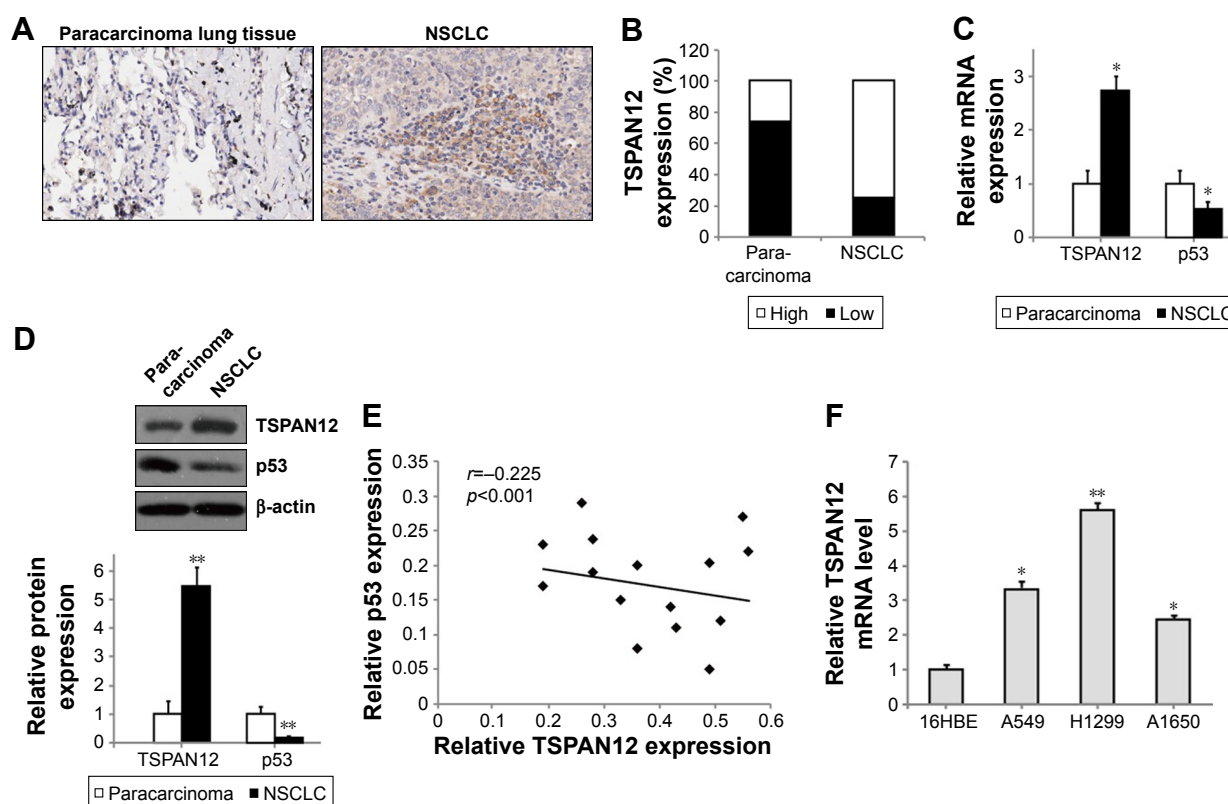 A
Paracarcinoma lung tissue
NSCLC
B
TSPAN12
expression (%)
120
100
80
60
40
20
0
Para-
carcinoma
NSCLC
High
Low
C
Relative mRNA
expression
3
2
1
0
*
*
TSPAN12
p53
Paracarcinoma
NSCLC
D
Para-
carcinoma
NSCLC
TSPAN12
p53
β-actin
Relative protein
expression
6
5
4
3
2
1
0
**
**
TSPAN12
p53
Paracarcinoma
NSCLC
E
Relative p53 expression
0.35
0.3
0.25
0.2
0.15
0.1
0.05
0
r=–0.225
p<0.001
0
0.1
0.2
0.3
0.4
0.5
0.6
Relative TSPAN12 expression
F
Relative TSPAN12
mRNA level
7
6
5
4
3
2
1
0
*
**
*
16HBE
A549
H1299
A1650